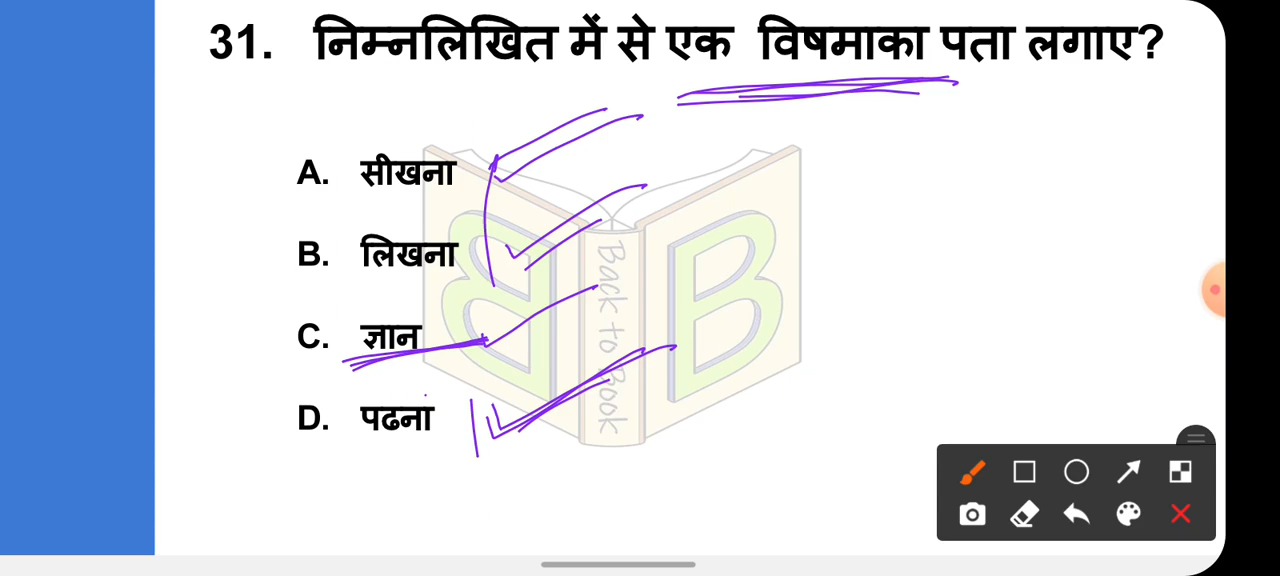 31. निम्नलिखित में से एक विषमाका पता लगाए?
A. सीखना
B. लिखना
C. ज्ञान
D. पढना
B B
Back to Book